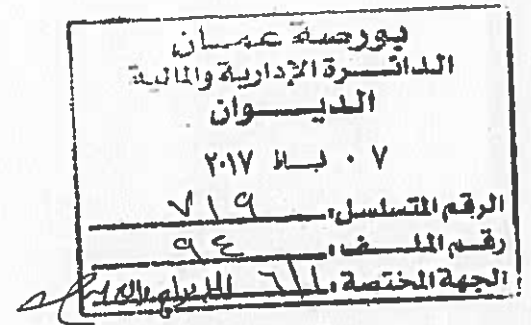 بورصة عمان
الدائرة الإدارية والمالية
الديوان
٠٧ شباط ٢٠١٧
الرقم المتسلسل: ٧١٩
رقم الملف: ٩٤
الجهة المختصة: